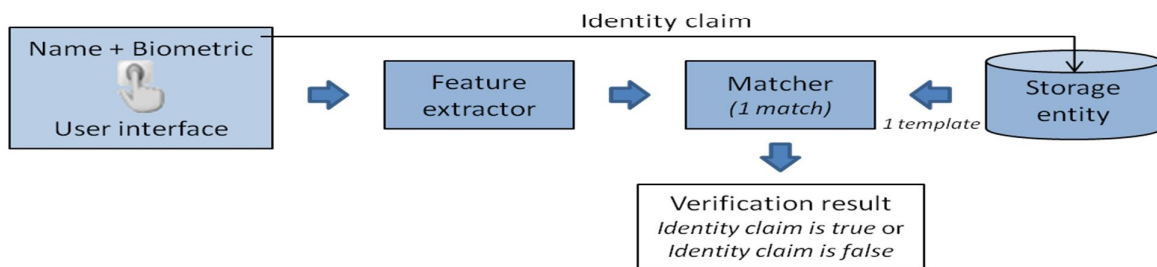 Identity claim
Name + Biometric
User interface
Feature
extractor
Matcher
(1 match)
1 template
Storage
entity
Verification result
Identity claim is true or
Identity claim is false